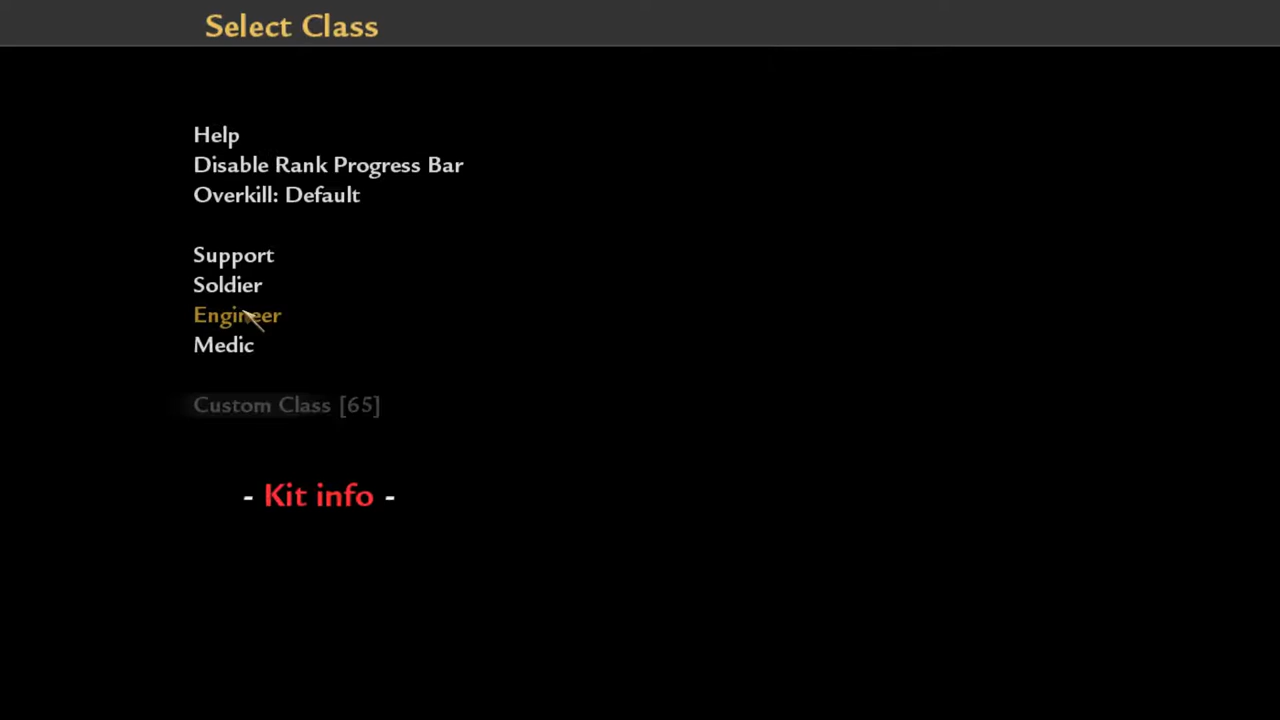 Select Class
Help
Disable Rank Progress Bar
Overkill: Default
Support
Soldier
Engineer
Medic
Custom Class [65]
- Kit info -